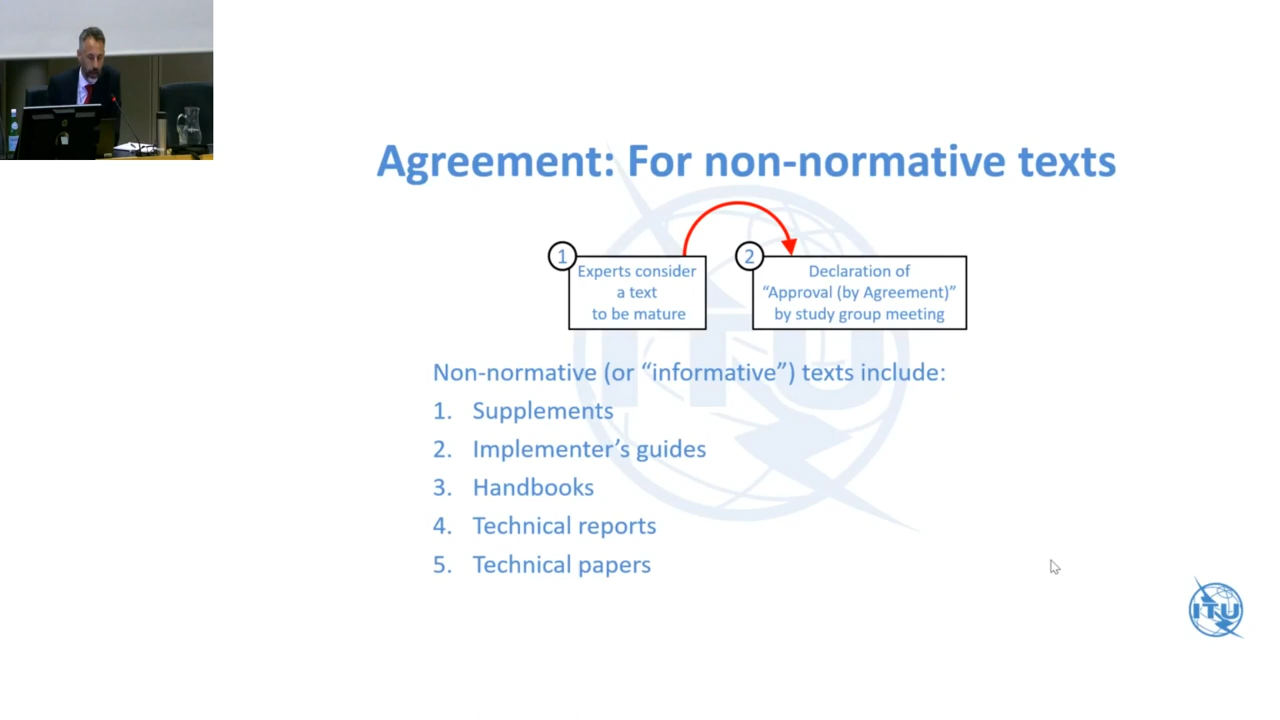 Agreement: For non-normative texts
1
Experts consider
a text
to be mature
2
Declaration of
“Approval (by Agreement)”
by study group meeting
Non-normative (or “informative”) texts include:
1. Supplements
2. Implementer’s guides
3. Handbooks
4. Technical reports
5. Technical papers
ITU
ITU